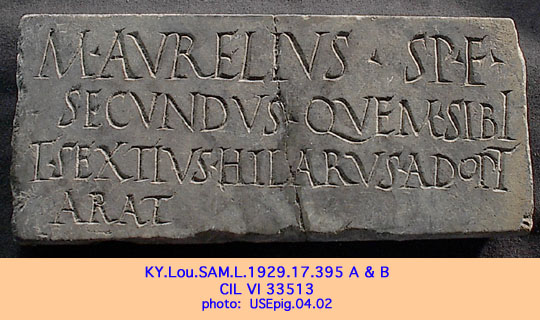 M·AVRELIVS · SP·F·
SECVNDVS·QVEM·SIBI
T·SEXTIVS·HILARVS·ADOPT
ARAT
KY.Lou.SAM.L.1929.17.395 A & B
CIL VI 33513
photo: USEpig.04.02